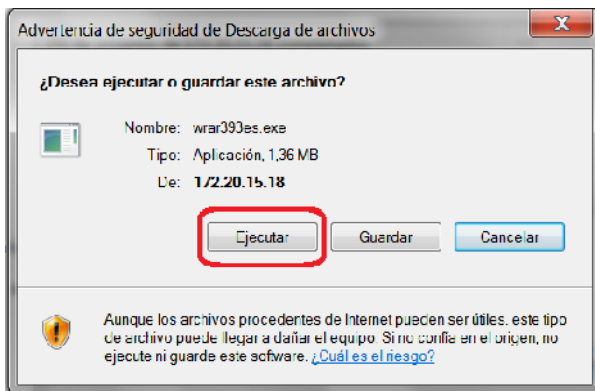 Advertencia de seguridad de Descarga de archivos
¿Desea ejecutar o guardar este archivo?
Nombre: wrar393es.exe
Tipo: Aplicación, 1,36 MB
De: 172.20.15.18
Ejecutar Guardar Cancelar
Aunque los archivos procedentes de Internet pueden ser útiles, este tipo
de archivo puede llegar a dañar el equipo. Si no confía en el origen, no
ejecute ni guarde este software. ¿Cuál es el riesgo?